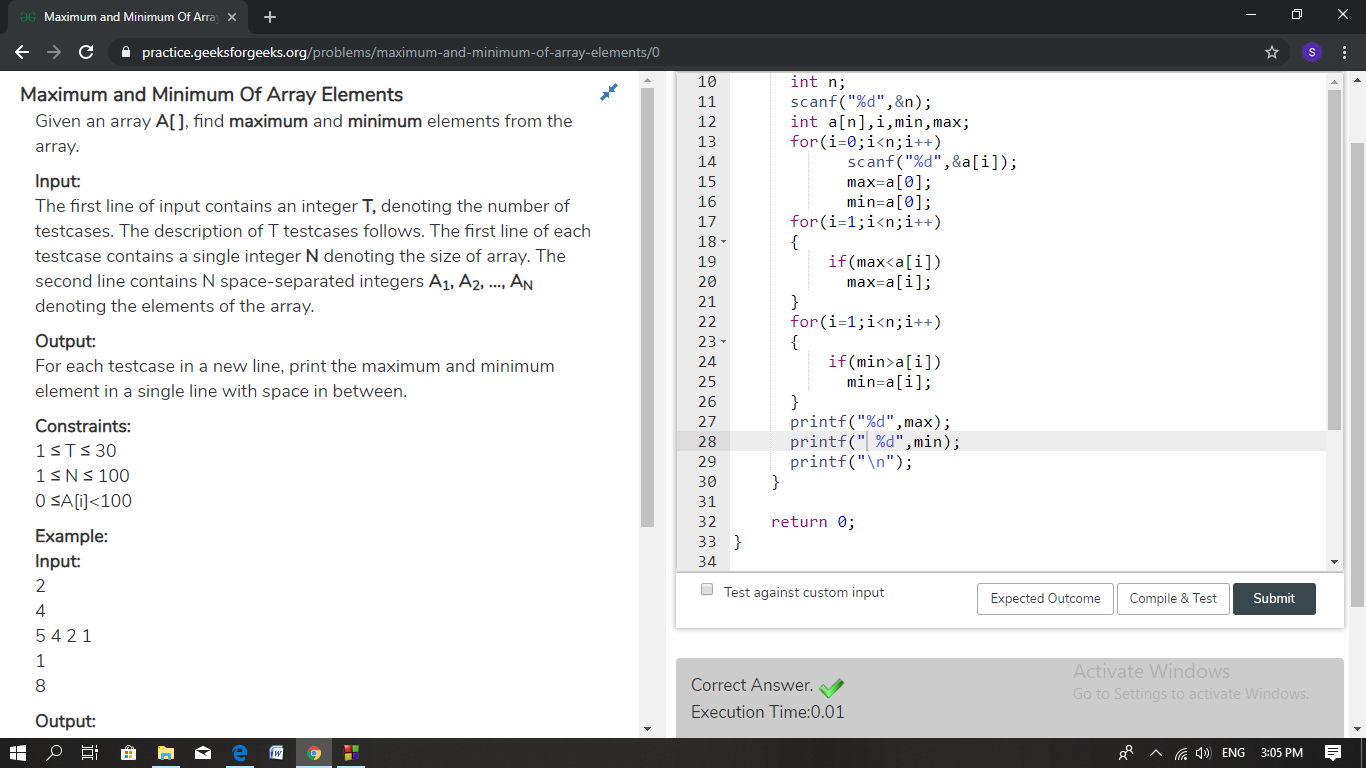 Maximum and Minimum Of Arra
practice.geeksforgeeks.org/problems/maximum-and-minimum-of-array-elements/0
S
Maximum and Minimum Of Array Elements
Given an array A[ ], find maximum and minimum elements from the
array.
Input:
The first line of input contains an integer T, denoting the number of
testcases. The description of T testcases follows. The first line of each
testcase contains a single integer N denoting the size of array. The
second line contains N space-separated integers A1, A2, ..., AN
denoting the elements of the array.
Output:
For each testcase in a new line, print the maximum and minimum
element in a single line with space in between.
Constraints:
1 ≤ T ≤ 30
1 ≤ N ≤ 100
0 ≤A[i]<100
Example:
Input:
2
4
5 4 2 1
1
8
Output:
10 int n;
11 scanf("%d",&n);
12 int a[n],i,min,max;
13 for(i=0;i<n;i++)
14 scanf("%d",&a[i]);
15 max=a[0];
16 min=a[0];
17 for(i=1;i<n;i++)
18 {
19 if(max<a[i])
20 max=a[i];
21 }
22 for(i=1;i<n;i++)
23 {
24 if(min>a[i])
25 min=a[i];
26 }
27 printf("%d",max);
28 printf(" %d",min);
29 printf("\n");
30 }
31
32 return 0;
33 }
34
Test against custom input
Expected Outcome
Compile & Test
Submit
Correct Answer.
Execution Time:0.01
Activate Windows
Go to Settings to activate Windows.
ENG
3:05 PM